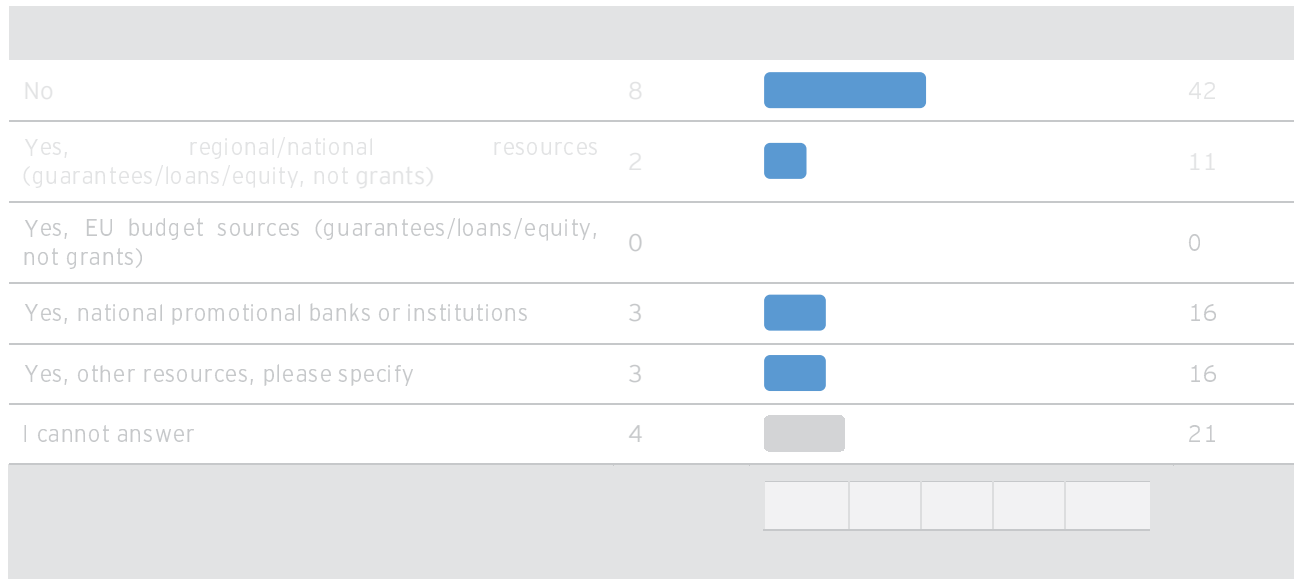 No 8 42
Yes, regional/national resources
(guarantees/loans/equity, not grants) 2 11
Yes, EU budget sources (guarantees/loans/equity,
not grants) 0 0
Yes, national promotional banks or institutions 3 16
Yes, other resources, please specify 3 16
I cannot answer 4 21